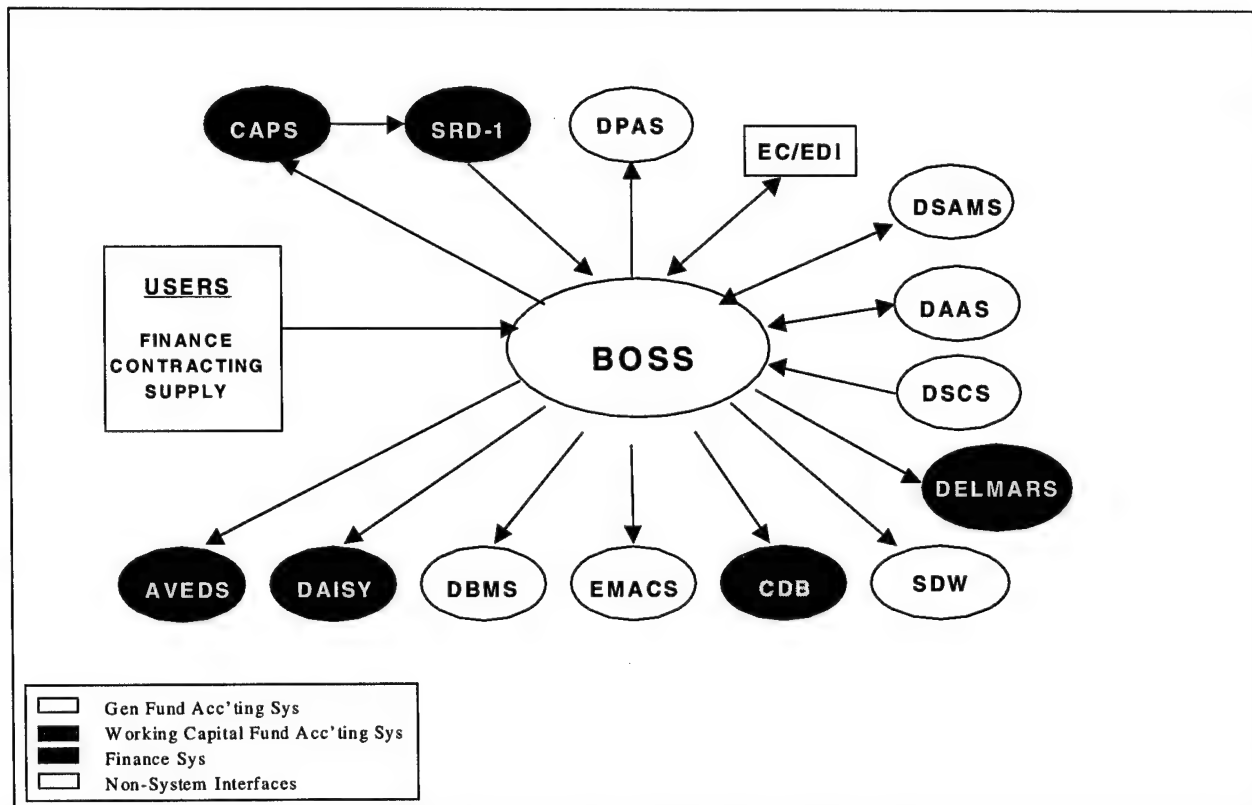 CAPS
SRD-1
DPAS
EC/EDI
DSAMS
USERS
FINANCE
CONTRACTING
SUPPLY
BOSS
DAAS
DSCS
DELMARS
AVEDS
DAISY
DBMS
EMACS
CDB
SDW
Gen Fund Acc'ting Sys
Working Capital Fund Acc'ting Sys
Finance Sys
Non-System Interfaces